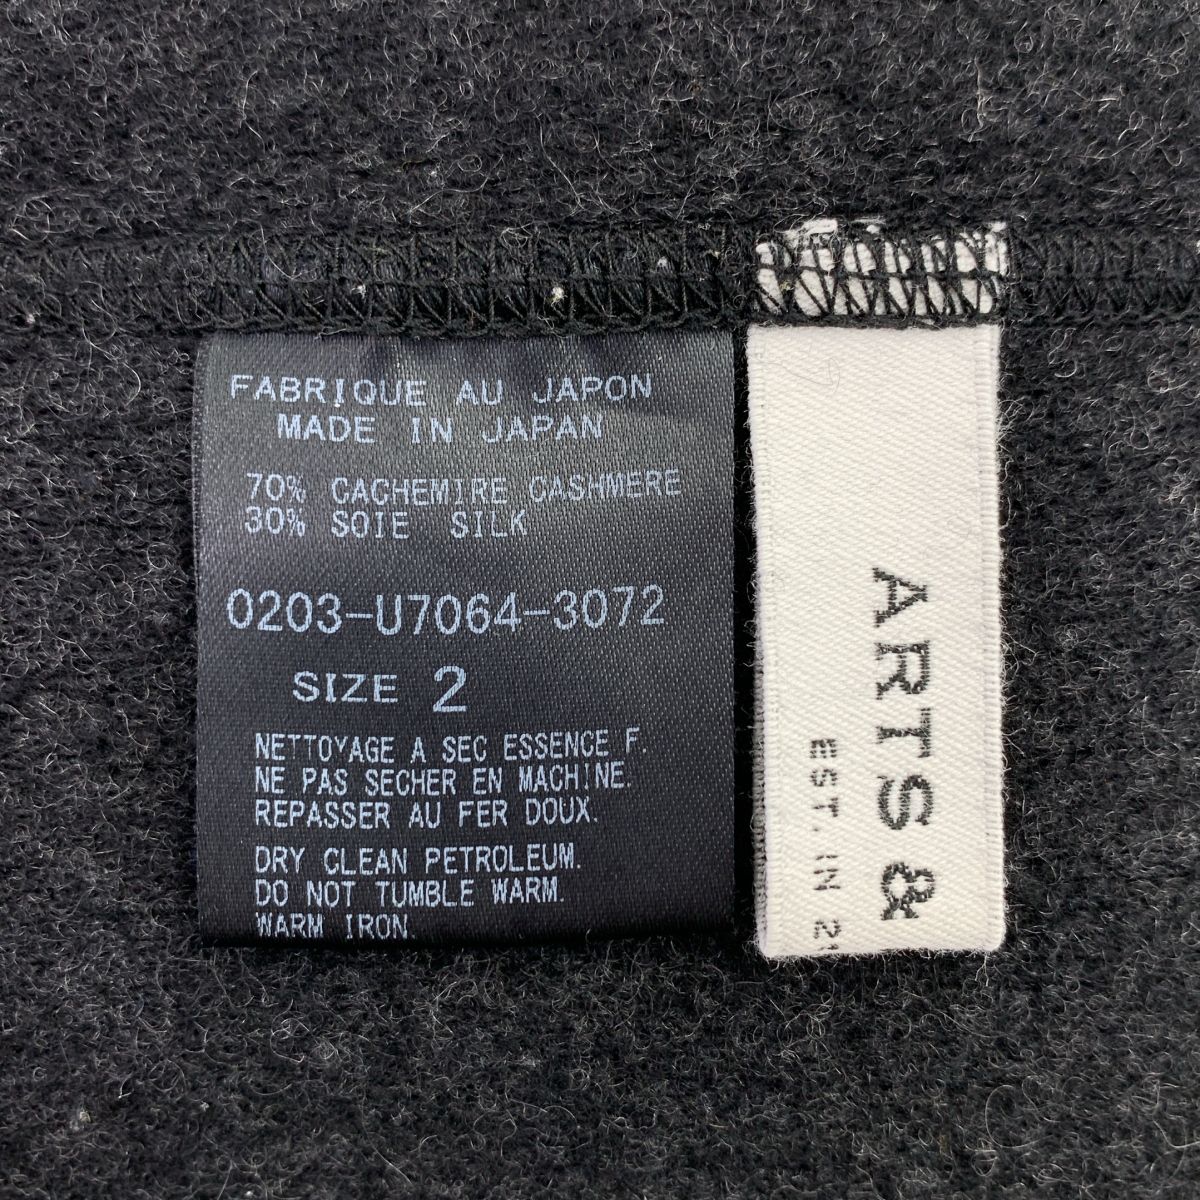 FABRIQUE AU JAPON
MADE IN JAPAN
70% CACHEMIRE CASHMERE
30% SOIE SILK
0203-U7064-3072
SIZE 2
NETTOYAGE A SEC ESSENCE F.
NE PAS SECHER EN MACHINE.
REPASSER AU FER DOUX.
DRY CLEAN PETROLEUM.
DO NOT TUMBLE WARM.
WARM IRON.
ARTS &
EST. IN